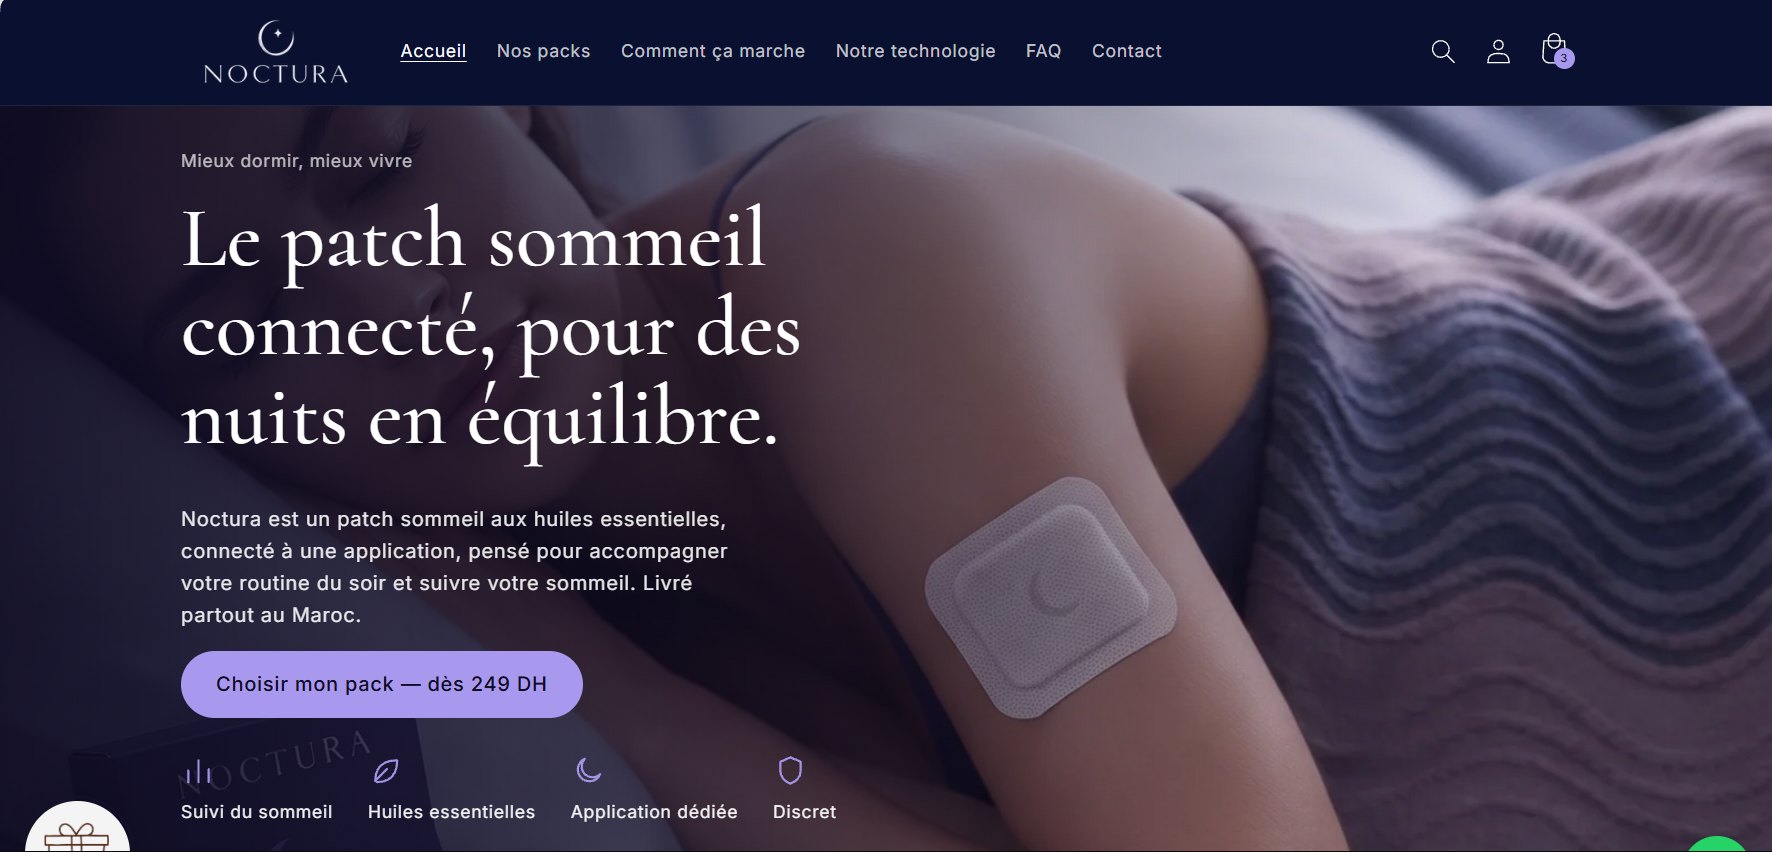 NOCTURA
Accueil
Nos packs
Comment ça marche
Notre technologie
FAQ
Contact
3
Mieux dormir, mieux vivre
Le patch sommeil
connecté, pour des
nuits en équilibre.
Noctura est un patch sommeil aux huiles essentielles,
connecté à une application, pensé pour accompagner
votre routine du soir et suivre votre sommeil. Livré
partout au Maroc.
Choisir mon pack — dès 249 DH
NOCTURA
Suivi du sommeil
Huiles essentielles
Application dédiée
Discret